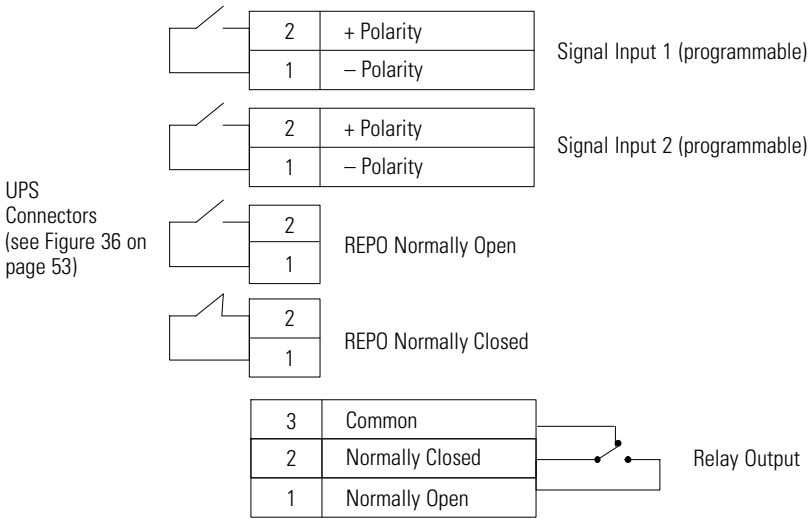 2 + Polarity
1 – Polarity
Signal Input 1 (programmable)
2 + Polarity
1 – Polarity
Signal Input 2 (programmable)
UPS
Connectors
(see Figure 36 on
page 53)
2
1
REPO Normally Open
2
1
REPO Normally Closed
3 Common
2 Normally Closed
1 Normally Open
Relay Output